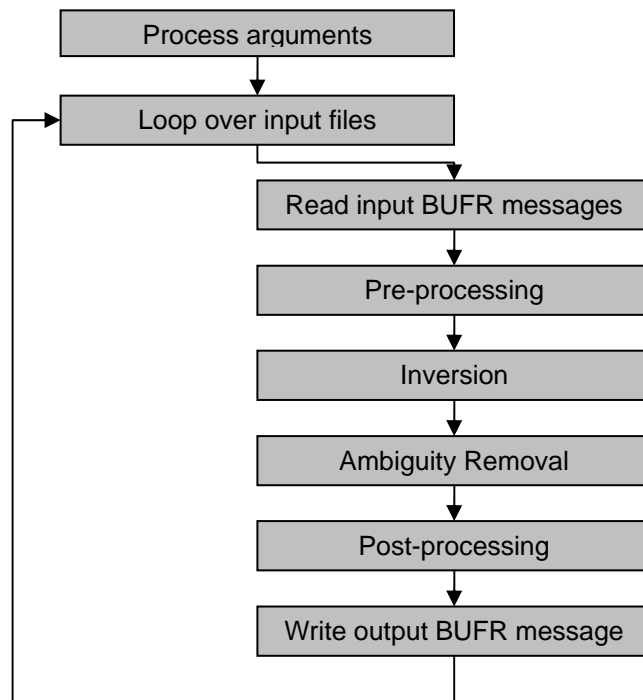 Process arguments
Loop over input files
Read input BUFR messages
Pre-processing
Inversion
Ambiguity Removal
Post-processing
Write output BUFR message